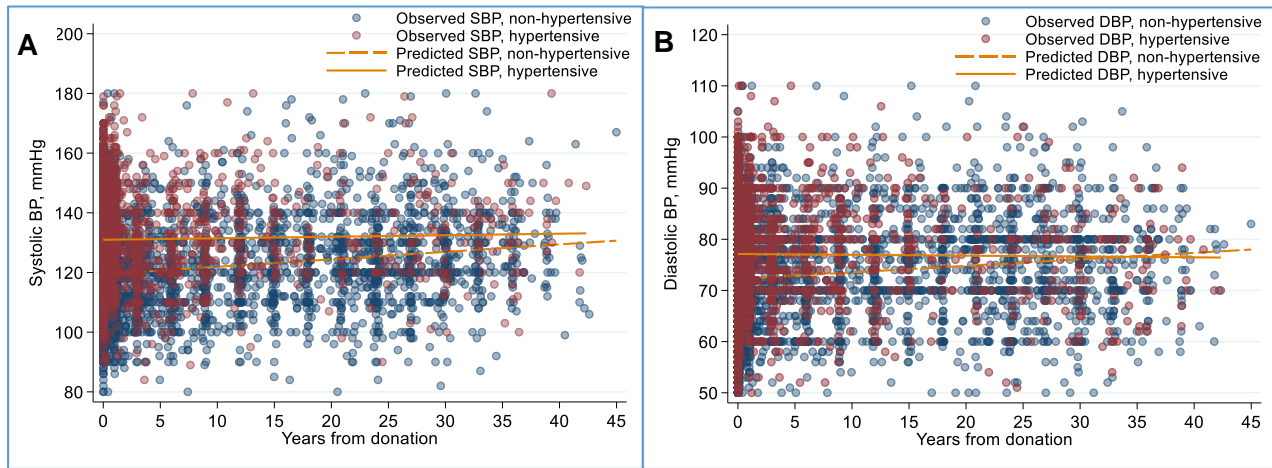 A
Observed SBP, non-hypertensive
Observed SBP, hypertensive
Predicted SBP, non-hypertensive
Predicted SBP, hypertensive
200
180
160
140
120
100
80
Systolic BP, mmHg
0 5 10 15 20 25 30 35 40 45
Years from donation
B
Observed DBP, non-hypertensive
Observed DBP, hypertensive
Predicted DBP, non-hypertensive
Predicted DBP, hypertensive
120
110
100
90
80
70
60
50
Diastolic BP, mmHg
0 5 10 15 20 25 30 35 40 45
Years from donation